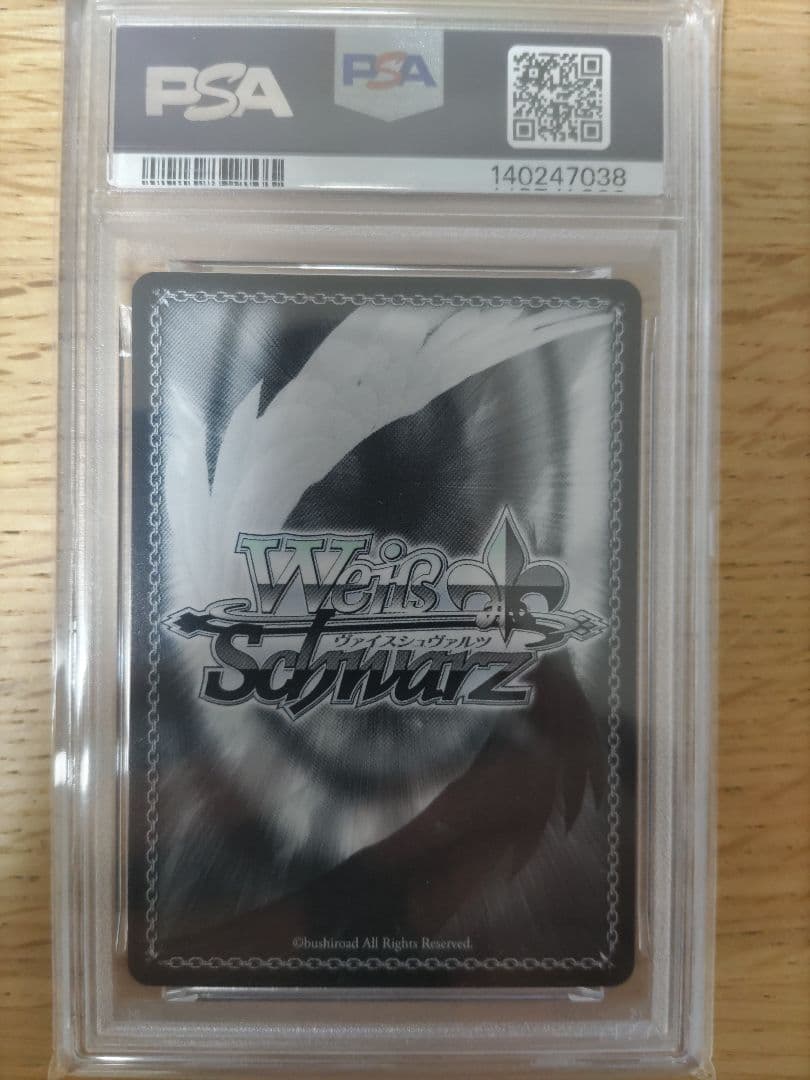 PSA
PSA
140247038
Weiß
ヴァイスシュヴァルツ
Schwarz
©bushiroad All Rights Reserved.